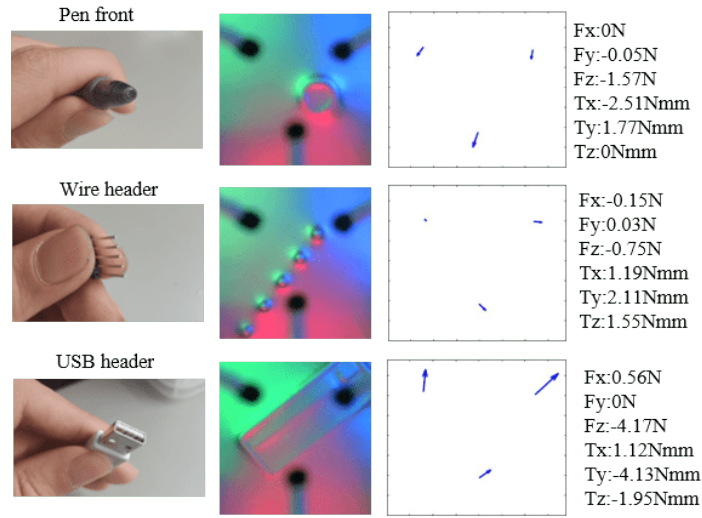 Pen front
Fx:0N
Fy:-0.05N
Fz:-1.57N
Tx:-2.51Nmm
Ty:1.77Nmm
Tz:0Nmm
Wire header
Fx:-0.15N
Fy:0.03N
Fz:-0.75N
Tx:1.19Nmm
Ty:2.11Nmm
Tz:1.55Nmm
USB header
Fx:0.56N
Fy:0N
Fz:-4.17N
Tx:1.12Nmm
Ty:-4.13Nmm
Tz:-1.95Nmm